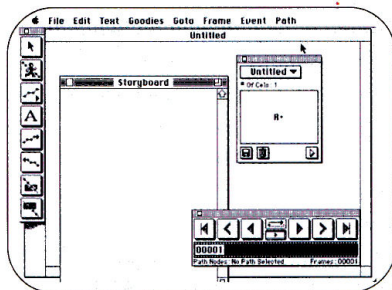 File Edit Text Goodies Goto Frame Event Path
Untitled
Untitled
# Of Cels: 1
Storyboard
A
R•
00001
Path Nodes: No Path Selected Frames: 00001